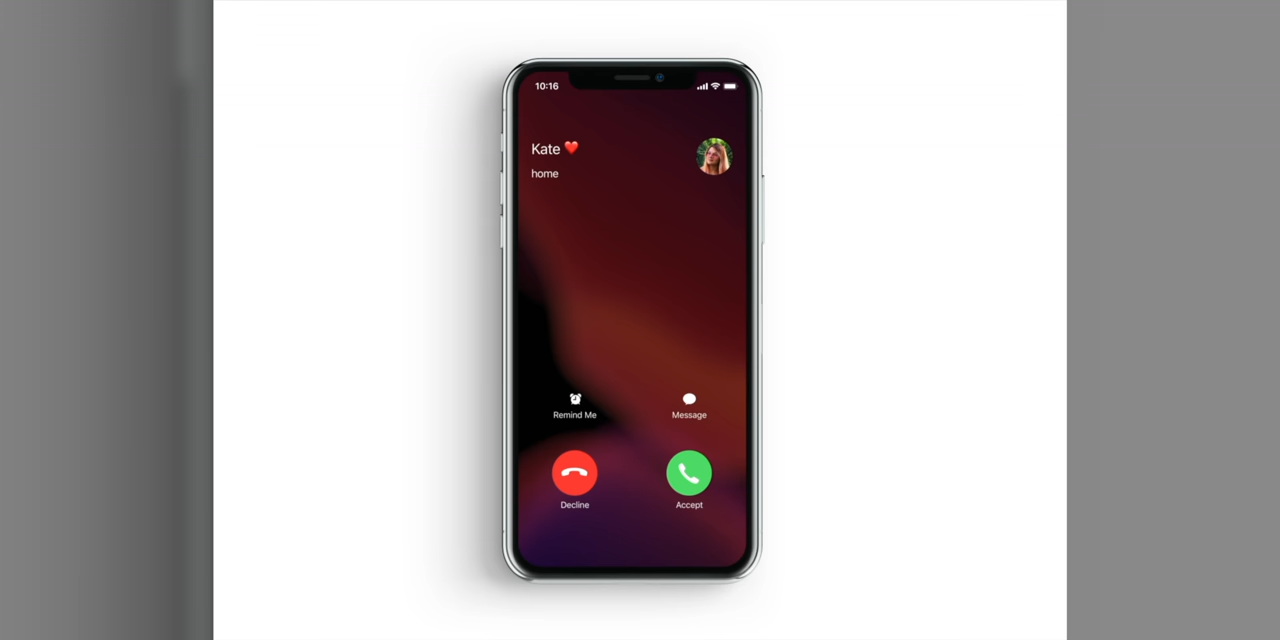 10:16
Kate ❤️
home
Remind Me
Message
Decline
Accept